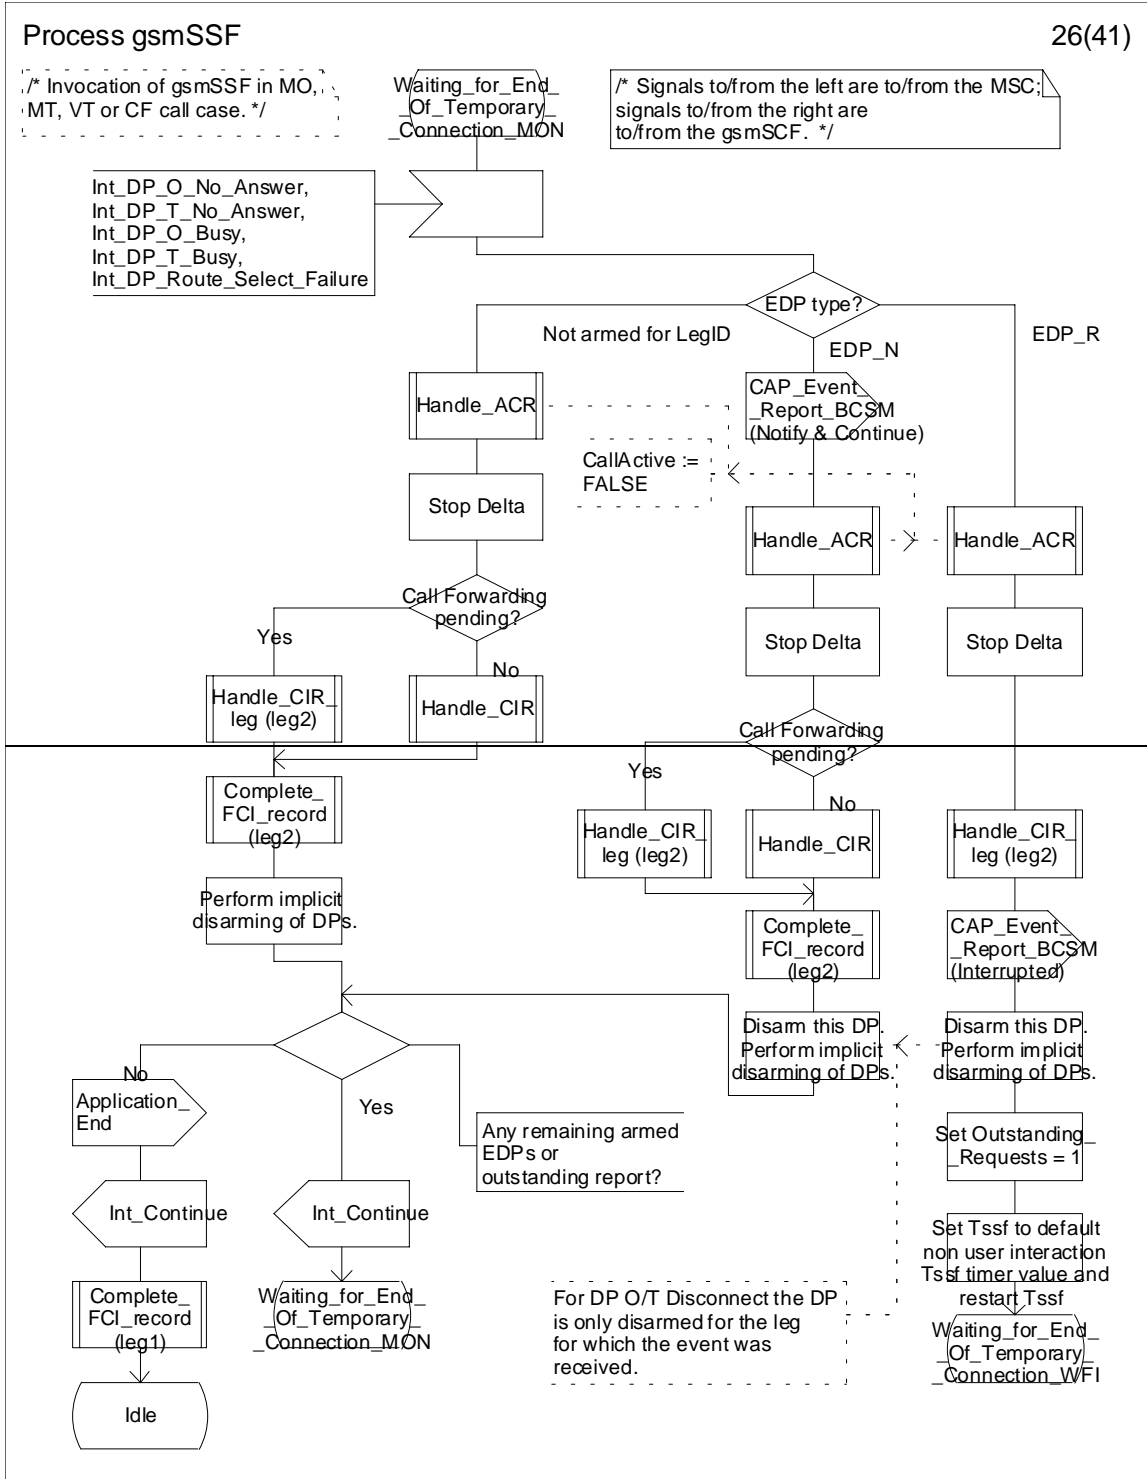 Process gsmSSF
26(41)
/* Invocation of gsmSSF in MO,
MT, VT or CF call case. */
Waiting_for_End_
_Of_Temporary_
_Connection_MON
/* Signals to/from the left are to/from the MSC;
signals to/from the right are
to/from the gsmSCF. */
Int_DP_O_No_Answer,
Int_DP_T_No_Answer,
Int_DP_O_Busy,
Int_DP_T_Busy,
Int_DP_Route_Select_Failure
EDP type?
Not armed for LegID
EDP_N
EDP_R
Handle_ACR
CAP_Event_
_Report_BCSM
(Notify & Continue)
CallActive :=
FALSE
Stop Delta
Handle_ACR
Handle_ACR
Call Forwarding
pending?
Yes
No
Stop Delta
Stop Delta
Handle_CIR_
leg (leg2)
Handle_CIR
Call Forwarding
pending?
Yes
No
Complete_
FCI_record
(leg2)
Handle_CIR_
leg (leg2)
Handle_CIR
Handle_CIR_
leg (leg2)
Perform implicit
disarming of DPs.
Complete_
FCI_record
(leg2)
CAP_Event_
_Report_BCSM
(Interrupted)
Disarm this DP.
Perform implicit
disarming of DPs.
Disarm this DP.
Perform implicit
disarming of DPs.
No
Application_
End
Yes
Any remaining armed
EDPs or
outstanding report?
Set Outstanding_
_Requests = 1
Int_Continue
Int_Continue
Set Tssf to default
non user interaction
Tssf timer value and
restart Tssf
Complete_
FCI_record
(leg1)
Waiting_for_End_
_Of_Temporary_
_Connection_MON
For DP O/T Disconnect the DP
is only disarmed for the leg
for which the event was
received.
Waiting_for_End_
_Of_Temporary_
_Connection_WFI
Idle